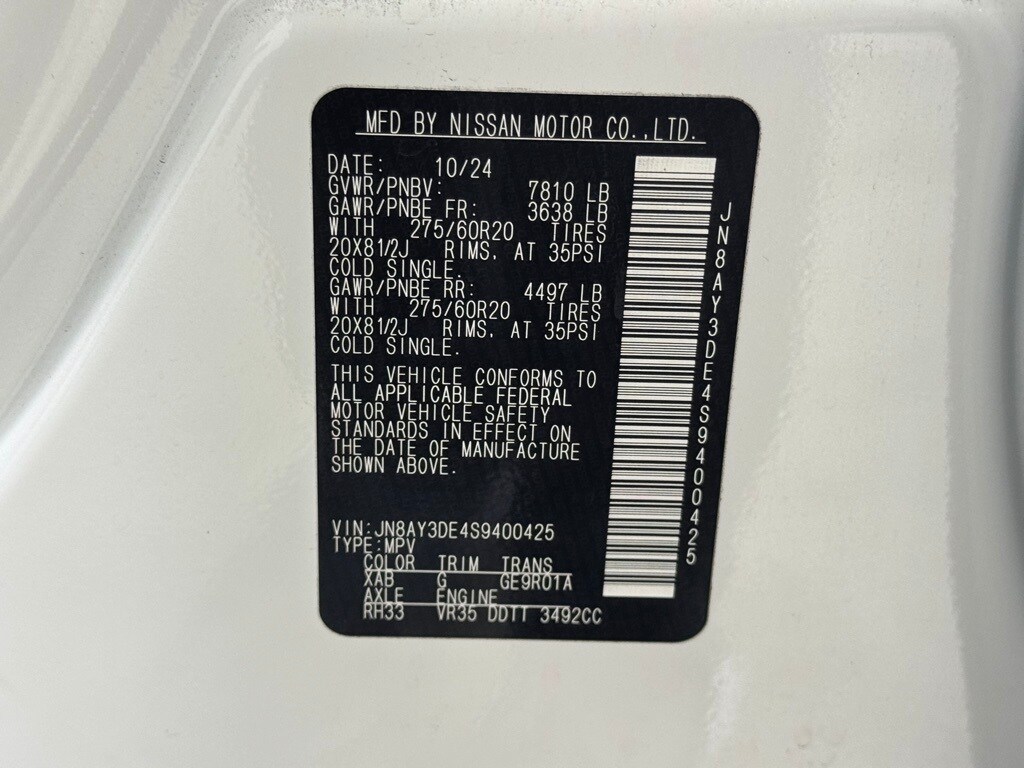 MFD BY NISSAN MOTOR CO.,LTD.
DATE: 10/24
GVWR/PNBV: 7810 LB
GAWR/PNBE FR: 3638 LB
WITH 275/60R20 TIRES
20X81/2J RIMS. AT 35PSI
COLD SINGLE.
GAWR/PNBE RR: 4497 LB
WITH 275/60R20 TIRES
20X81/2J RIMS. AT 35PSI
COLD SINGLE.
THIS VEHICLE CONFORMS TO
ALL APPLICABLE FEDERAL
MOTOR VEHICLE SAFETY
STANDARDS IN EFFECT ON
THE DATE OF MANUFACTURE
SHOWN ABOVE.
VIN:JN8AY3DE4S9400425
TYPE:MPV
COLOR TRIM TRANS
XAB G GE9R01A
AXLE ENGINE
RH33 VR35 DDTT 3492CC
JN8AY3DE4S9400425